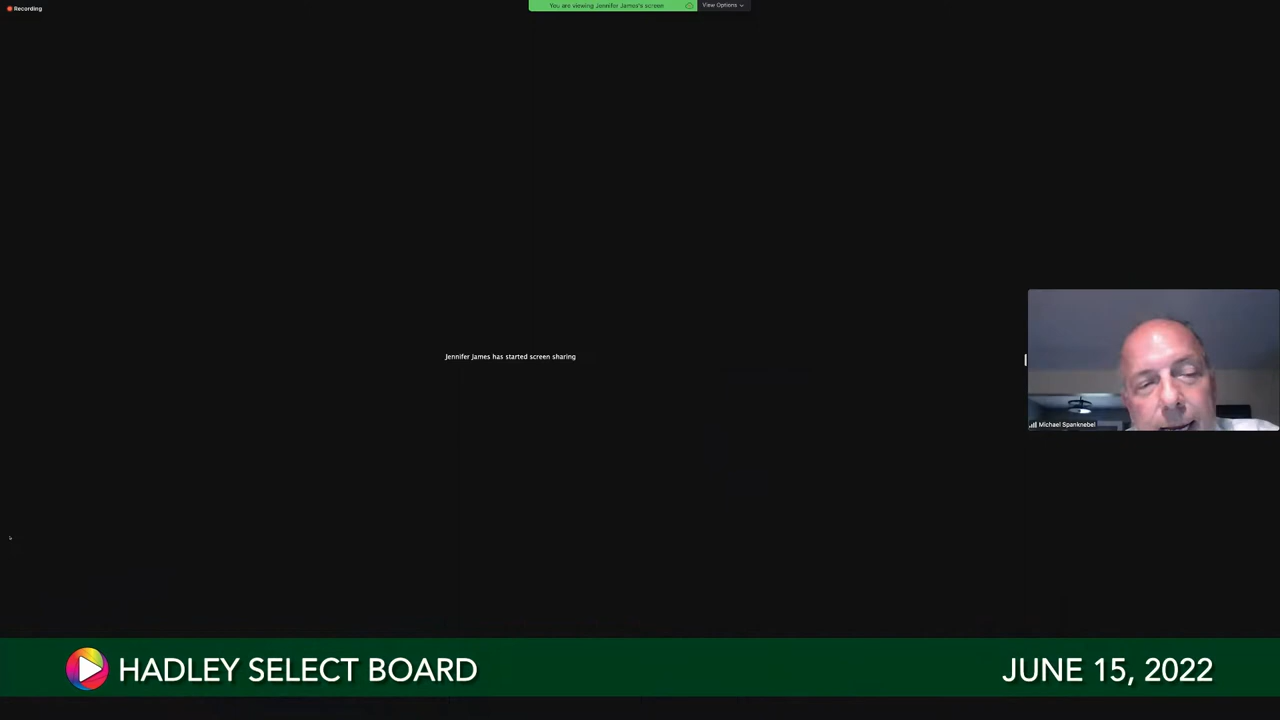 Recording
You are viewing Jennifer James's screen
View Options
Jennifer James has started screen sharing
Michael Spanknebel
HADLEY SELECT BOARD
JUNE 15, 2022